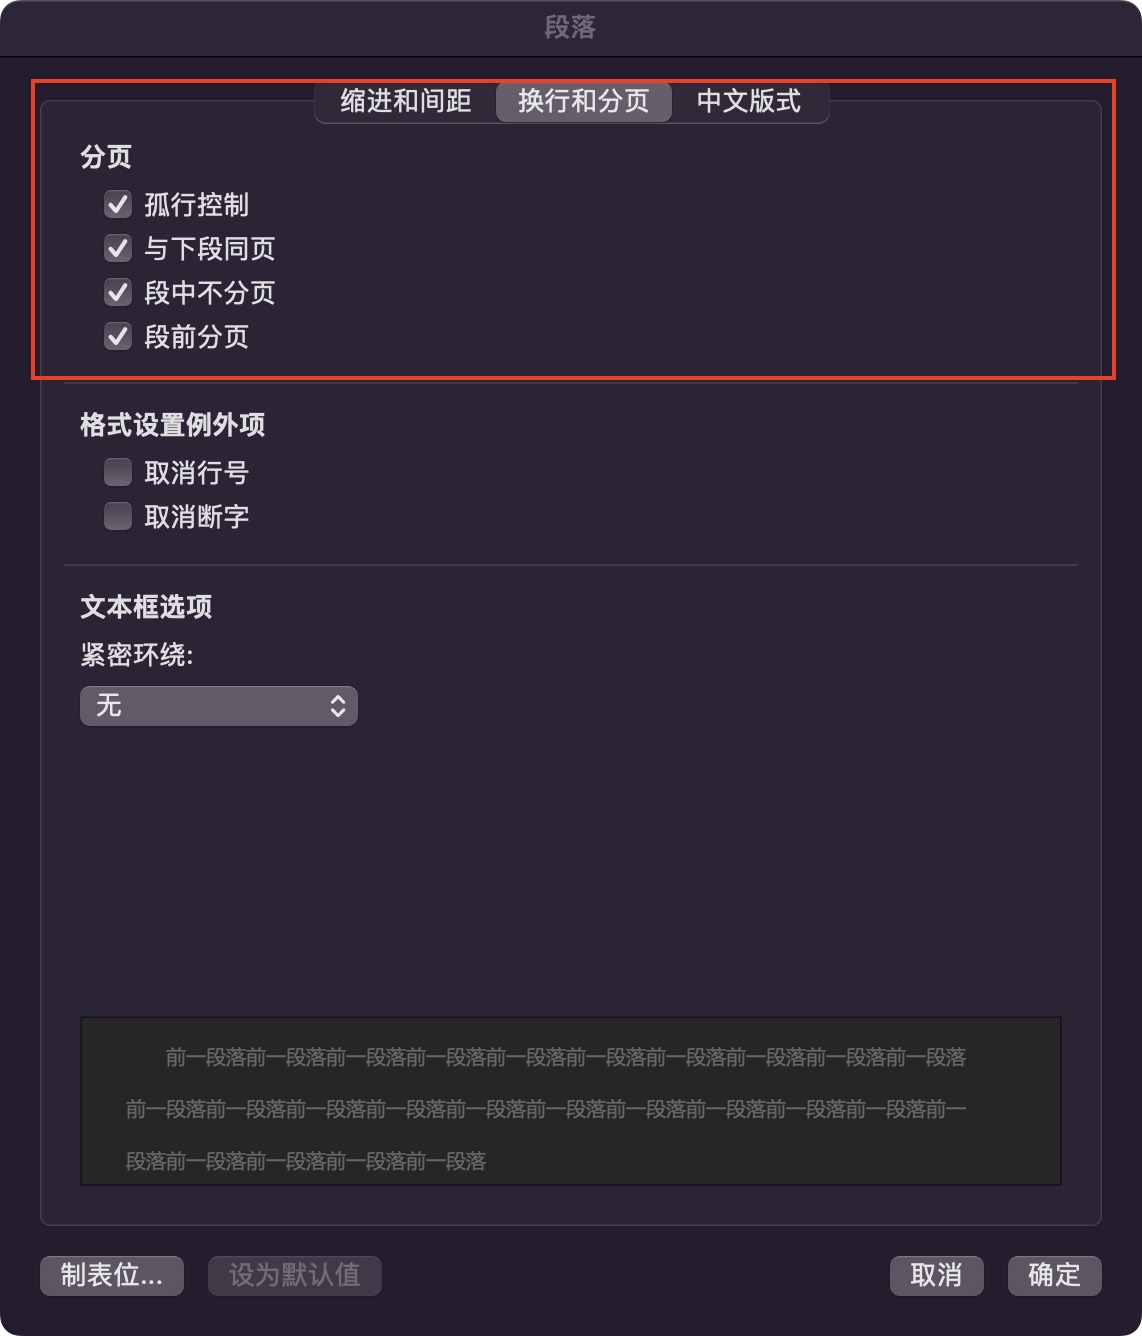 段落
缩进和间距 换行和分页 中文版式
分页
孤行控制
与下段同页
段中不分页
段前分页
格式设置例外项
取消行号
取消断字
文本框选项
紧密环绕:
无
前一段落前一段落前一段落前一段落前一段落前一段落前一段落前一段落前一段落前一段落
前一段落前一段落前一段落前一段落前一段落前一段落前一段落前一段落前一段落前一段落前一
段落前一段落前一段落前一段落前一段落
制表位... 设为默认值 取消 确定